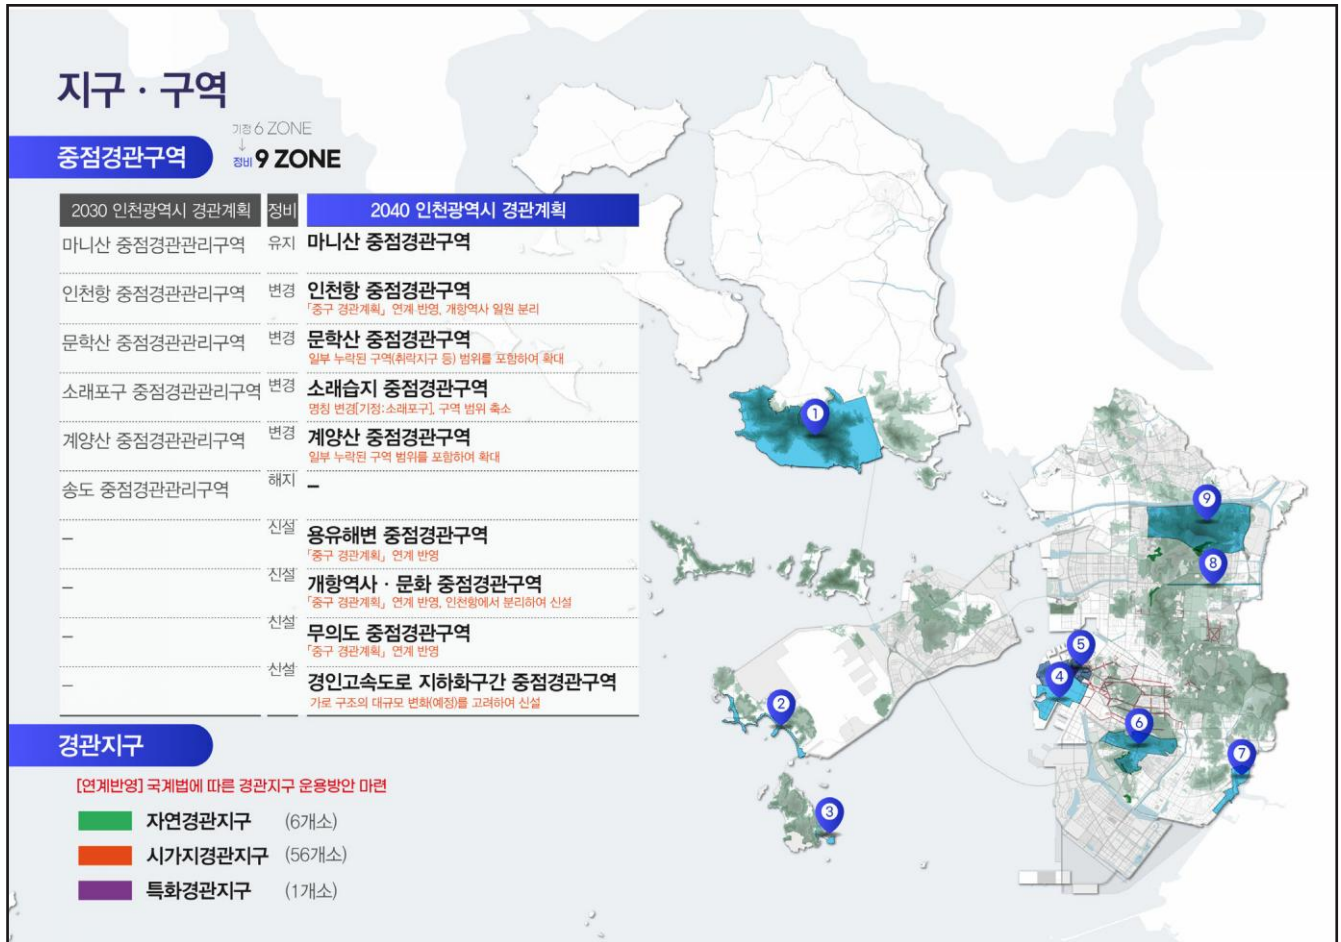 지구 · 구역
기정 6 ZONE
↓
중점경관구역 정비 9 ZONE
2030 인천광역시 경관계획 정비 2040 인천광역시 경관계획
마니산 중점경관관리구역 유지 마니산 중점경관구역
인천항 중점경관관리구역 변경 인천항 중점경관구역
「중구 경관계획」 연계 반영, 개항역사 일원 분리
문학산 중점경관관리구역 변경 문학산 중점경관구역
일부 누락된 구역(취락지구 등) 범위를 포함하여 확대
소래포구 중점경관관리구역 변경 소래습지 중점경관구역
명칭 변경[기정:소래포구], 구역 범위 축소
계양산 중점경관관리구역 변경 계양산 중점경관구역
일부 누락된 구역 범위를 포함하여 확대
송도 중점경관관리구역 해지 –
– 신설 용유해변 중점경관구역
「중구 경관계획」 연계 반영
– 신설 개항역사 · 문화 중점경관구역
「중구 경관계획」 연계 반영, 인천항에서 분리하여 신설
– 신설 무의도 중점경관구역
「중구 경관계획」 연계 반영
– 신설 경인고속도로 지하화구간 중점경관구역
가로 구조의 대규모 변화(예정)를 고려하여 신설
경관지구
[연계반영] 국계법에 따른 경관지구 운용방안 마련
자연경관지구 (6개소)
시가지경관지구 (56개소)
특화경관지구 (1개소)
1
9
8
5
4
2
6
7
3